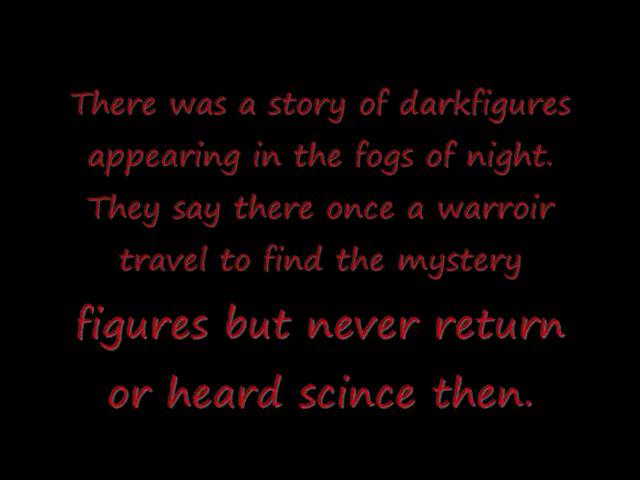 There was a story of darkfigures
appearing in the fogs of night.
They say there once a warroir
travel to find the mystery
figures but never return
or heard scince then.